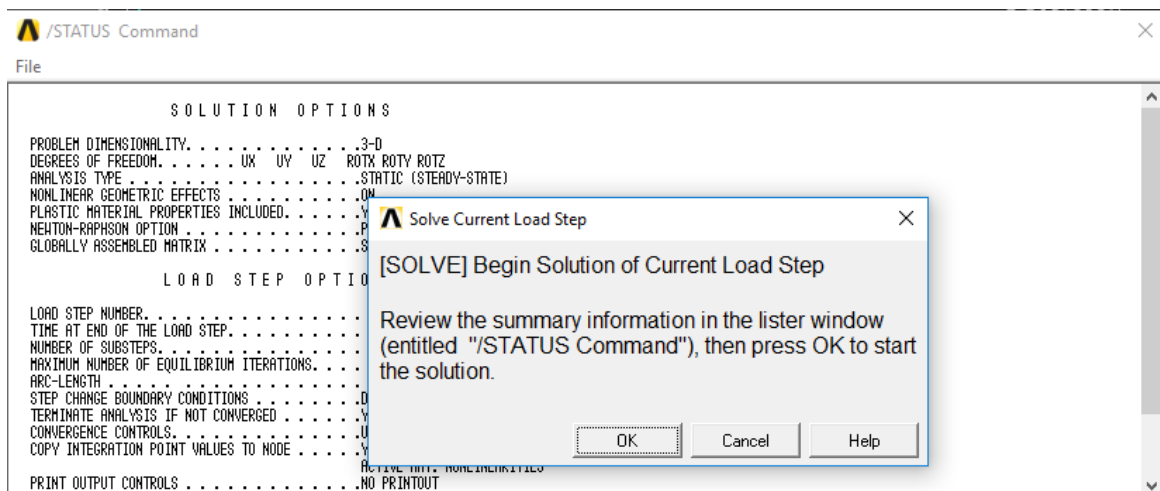 /STATUS Command
File
S O L U T I O N   O P T I O N S
PROBLEM DIMENSIONALITY. . . . . . . . . . . . .3-D
DEGREES OF FREEDOM. . . . . . UX   UY   UZ   ROTX ROTY ROTZ
ANALYSIS TYPE . . . . . . . . . . . . . . . . .STATIC (STEADY-STATE)
NONLINEAR GEOMETRIC EFFECTS . . . . . . . . . .ON
PLASTIC MATERIAL PROPERTIES INCLUDED. . . . . .Y
NEWTON-RAPHSON OPTION . . . . . . . . . . . . .P
GLOBALLY ASSEMBLED MATRIX . . . . . . . . . . .S
L O A D   S T E P   O P T I O
LOAD STEP NUMBER. . . . . . . . . . . . . . . .
TIME AT END OF THE LOAD STEP. . . . . . . . . .
NUMBER OF SUBSTEPS. . . . . . . . . . . . . . .
MAXIMUM NUMBER OF EQUILIBRIUM ITERATIONS. . . .
ARC-LENGTH . . . . . . . . . . . . . . . . . .
STEP CHANGE BOUNDARY CONDITIONS . . . . . . . .
TERMINATE ANALYSIS IF NOT CONVERGED . . . . . .Y
CONVERGENCE CONTROLS. . . . . . . . . . . . . .U
COPY INTEGRATION POINT VALUES TO NODE . . . . .Y
PRINT OUTPUT CONTROLS . . . . . . . . . . . . .NO PRINTOUT
Solve Current Load Step
[SOLVE] Begin Solution of Current Load Step
Review the summary information in the lister window
(entitled "/STATUS Command"), then press OK to start
the solution.
OK
Cancel
Help